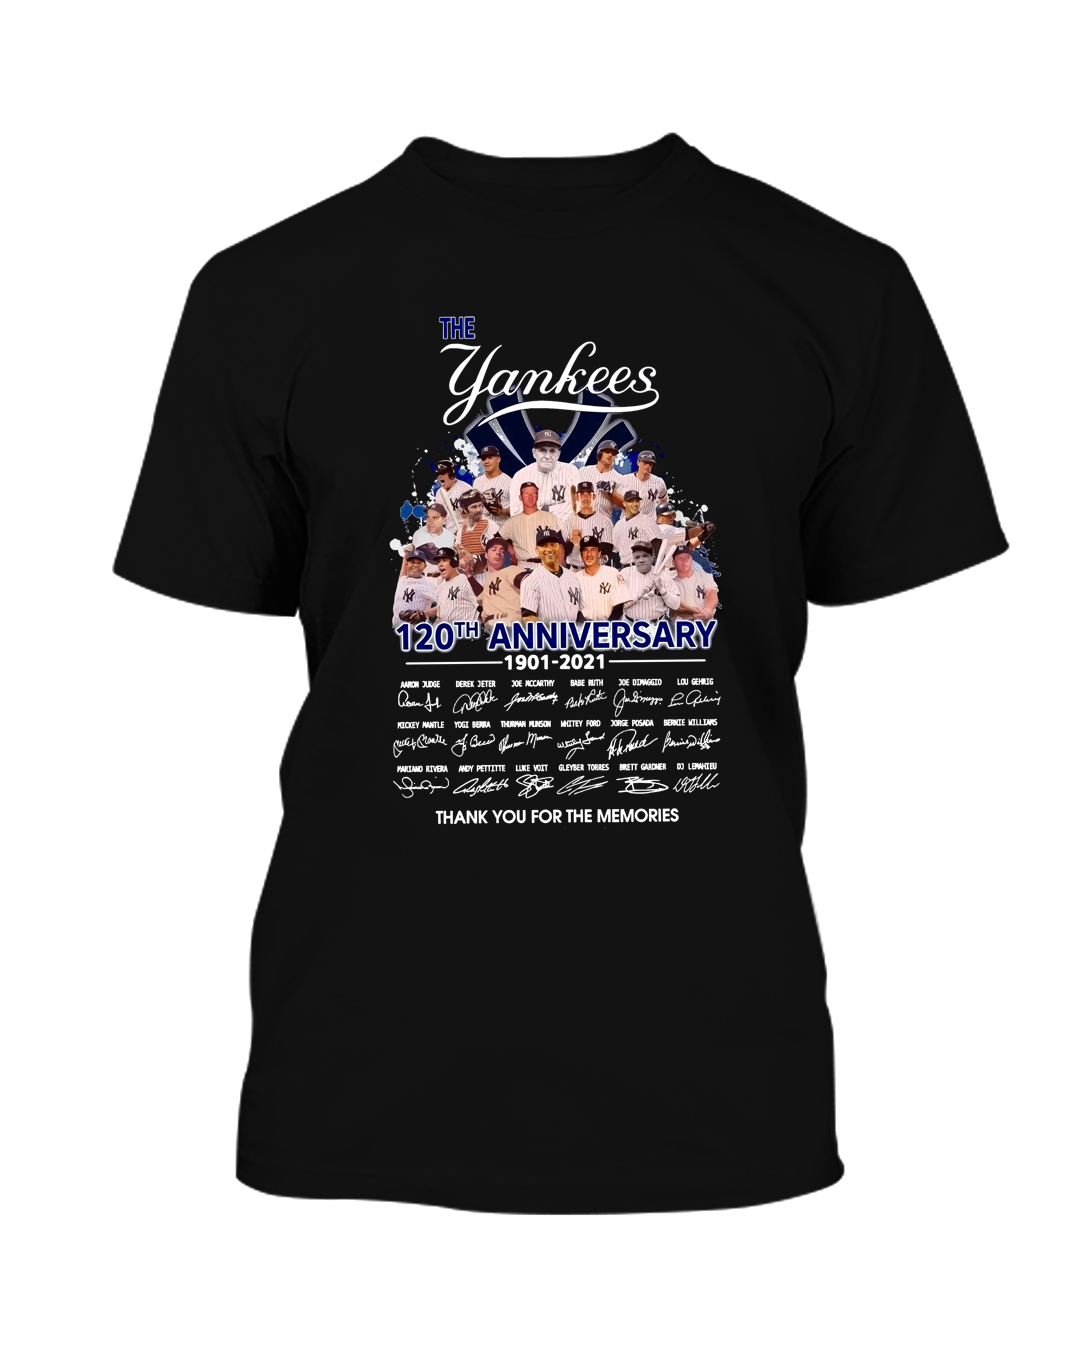 THE
Yankees
120TH ANNIVERSARY
1901-2021
AARON JUDGE DEREK JETER JOE MCCARTHY BABE RUTH JOE DIMAGGIO LOU GEHRIG
MICKEY MANTLE YOGI BERRA THURMAN MUNSON WHITEY FORD JORGE POSADA BERNIE WILLIAMS
MARIANO RIVERA ANDY PETTITTE LUKE VOIT GLEYBER TORRES BRETT GARDNER DJ LEMAHIEU
THANK YOU FOR THE MEMORIES